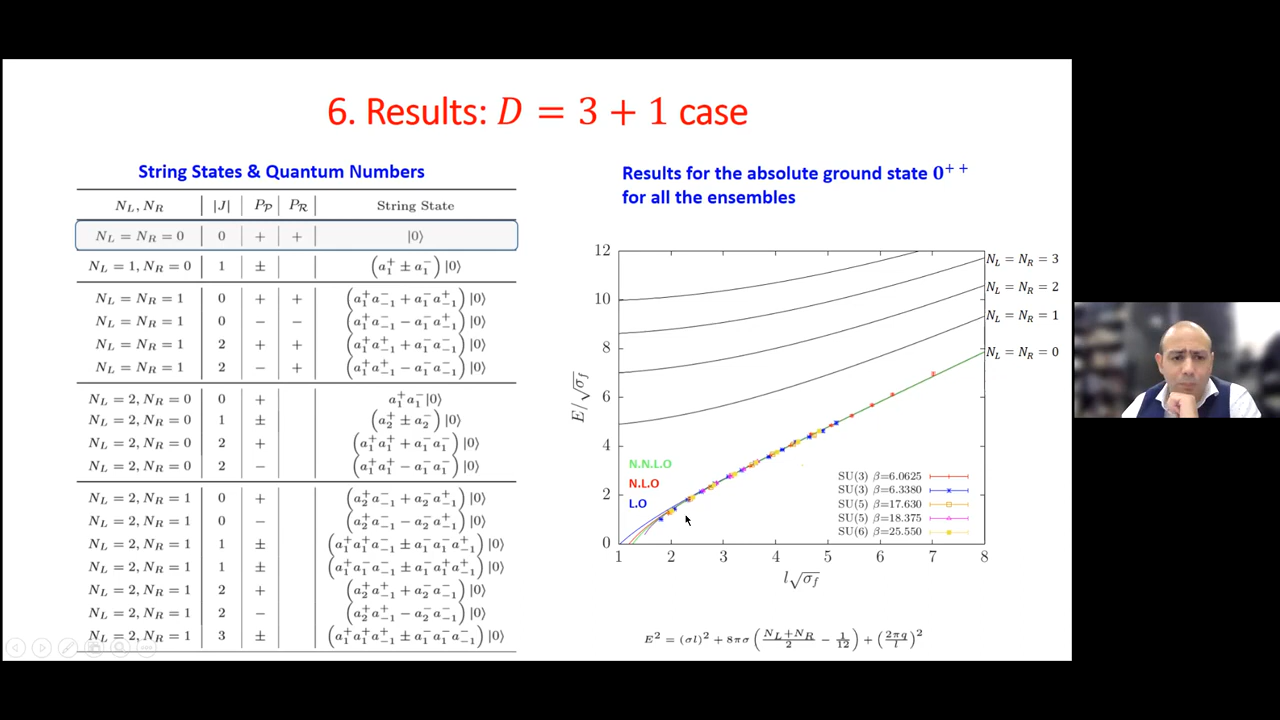 6. Results: D = 3 + 1 case
String States & Quantum Numbers
N_L, N_R | |J| | P_𝒫 | P_ℛ | String State
N_L = N_R = 0 | 0 | + | + | |0⟩
N_L = 1, N_R = 0 | 1 | ± | | (a_1^+ ± a_1^-) |0⟩
N_L = N_R = 1 | 0 | + | + | (a_1^+ a_{-1}^- + a_1^- a_{-1}^+) |0⟩
N_L = N_R = 1 | 0 | − | − | (a_1^+ a_{-1}^- − a_1^- a_{-1}^+) |0⟩
N_L = N_R = 1 | 2 | + | + | (a_1^+ a_{-1}^+ + a_1^- a_{-1}^-) |0⟩
N_L = N_R = 1 | 2 | − | + | (a_1^+ a_{-1}^+ − a_1^- a_{-1}^-) |0⟩
N_L = 2, N_R = 0 | 0 | + | | a_1^+ a_1^- |0⟩
N_L = 2, N_R = 0 | 1 | ± | | (a_2^+ ± a_2^-) |0⟩
N_L = 2, N_R = 0 | 2 | + | | (a_1^+ a_1^+ + a_1^- a_1^-) |0⟩
N_L = 2, N_R = 0 | 2 | − | | (a_1^+ a_1^+ − a_1^- a_1^-) |0⟩
N_L = 2, N_R = 1 | 0 | + | | (a_2^+ a_{-1}^- + a_2^- a_{-1}^+) |0⟩
N_L = 2, N_R = 1 | 0 | − | | (a_2^+ a_{-1}^- − a_2^- a_{-1}^+) |0⟩
N_L = 2, N_R = 1 | 1 | ± | | (a_1^+ a_1^+ a_{-1}^- ± a_1^- a_1^- a_{-1}^+) |0⟩
N_L = 2, N_R = 1 | 1 | ± | | (a_1^+ a_1^- a_{-1}^- ± a_1^- a_1^+ a_{-1}^+) |0⟩
N_L = 2, N_R = 1 | 2 | + | | (a_2^+ a_{-1}^+ + a_2^- a_{-1}^-) |0⟩
N_L = 2, N_R = 1 | 2 | − | | (a_2^+ a_{-1}^+ − a_2^- a_{-1}^-) |0⟩
N_L = 2, N_R = 1 | 3 | ± | | (a_1^+ a_1^+ a_{-1}^+ ± a_1^- a_1^- a_{-1}^-) |0⟩
Results for the absolute ground state 0^{++}
for all the ensembles
12
10
8
6
4
2
0
E/√σ_f
N_L = N_R = 3
N_L = N_R = 2
N_L = N_R = 1
N_L = N_R = 0
N.N.L.O
N.L.O
L.O
SU(3) β=6.0625
SU(3) β=6.3380
SU(5) β=17.630
SU(5) β=18.375
SU(6) β=25.550
1 2 3 4 5 6 7 8
l√σ_f
E^2 = (σl)^2 + 8πσ ((N_L+N_R)/2 − 1/12) + (2πq/l)^2